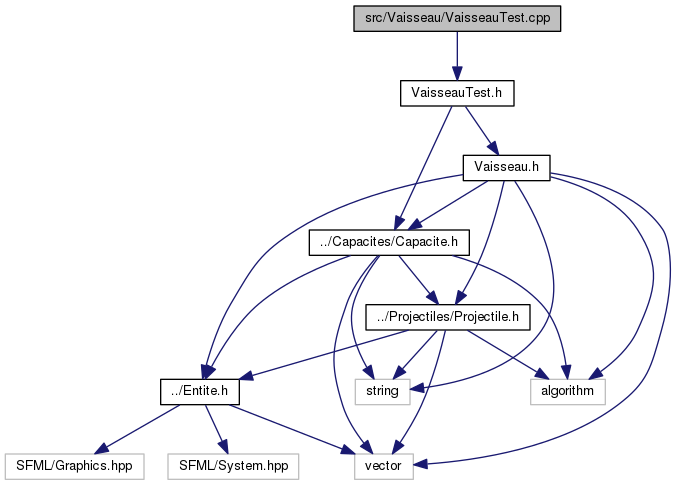 src/Vaisseau/VaisseauTest.cpp
VaisseauTest.h
Vaisseau.h
../Capacites/Capacite.h
../Projectiles/Projectile.h
../Entite.h
string
algorithm
SFML/Graphics.hpp
SFML/System.hpp
vector